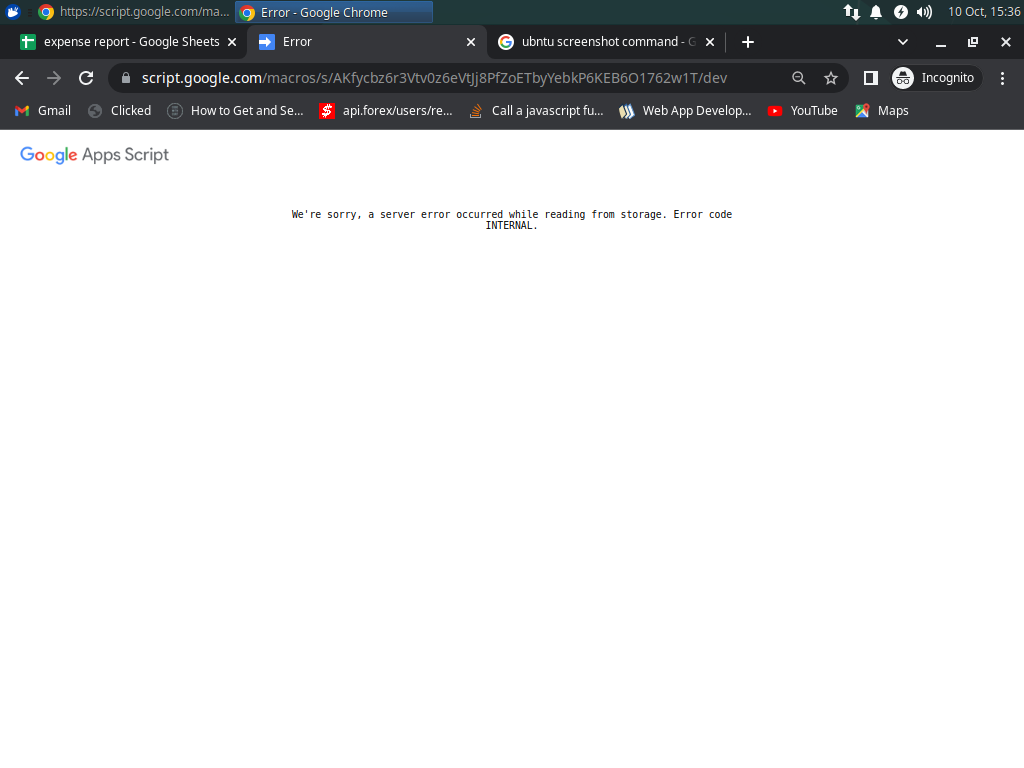 https://script.google.com/ma...
Error - Google Chrome
10 Oct, 15:36
expense report - Google Sheets
Error
ubntu screenshot command - G
script.google.com/macros/s/AKfycbz6r3Vtv0z6eVtJj8PfZoETbyYebkP6KEB6O1762w1T/dev
Incognito
Gmail
Clicked
How to Get and Se...
api.forex/users/re...
Call a javascript fu...
Web App Develop...
YouTube
Maps
Google Apps Script
We're sorry, a server error occurred while reading from storage. Error code
INTERNAL.